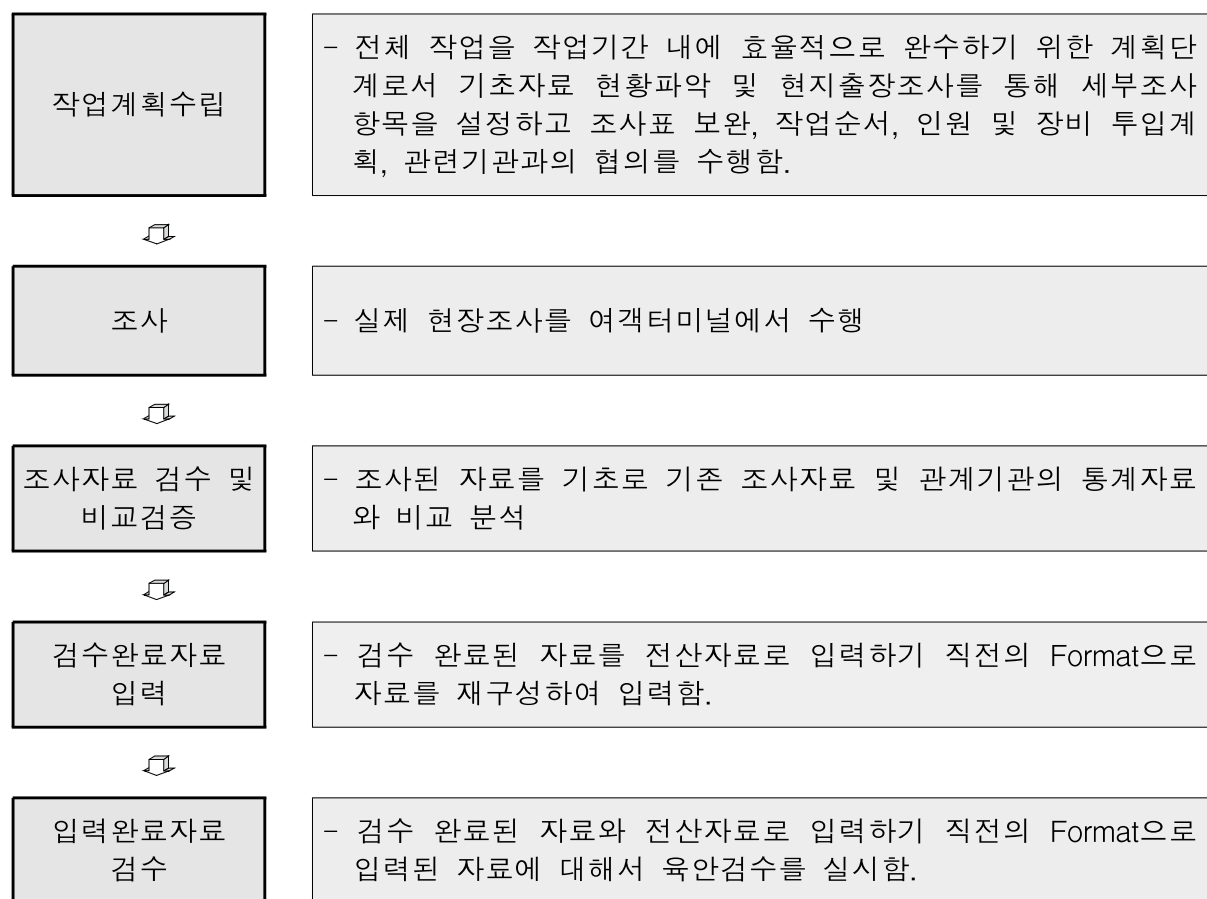 작업계획수립
- 전체 작업을 작업기간 내에 효율적으로 완수하기 위한 계획단
계로서 기초자료 현황파악 및 현지출장조사를 통해 세부조사
항목을 설정하고 조사표 보완, 작업순서, 인원 및 장비 투입계
획, 관련기관과의 협의를 수행함.
조사
- 실제 현장조사를 여객터미널에서 수행
조사자료 검수 및
비교검증
- 조사된 자료를 기초로 기존 조사자료 및 관계기관의 통계자료
와 비교 분석
검수완료자료
입력
- 검수 완료된 자료를 전산자료로 입력하기 직전의 Format으로
자료를 재구성하여 입력함.
입력완료자료
검수
- 검수 완료된 자료와 전산자료로 입력하기 직전의 Format으로
입력된 자료에 대해서 육안검수를 실시함.